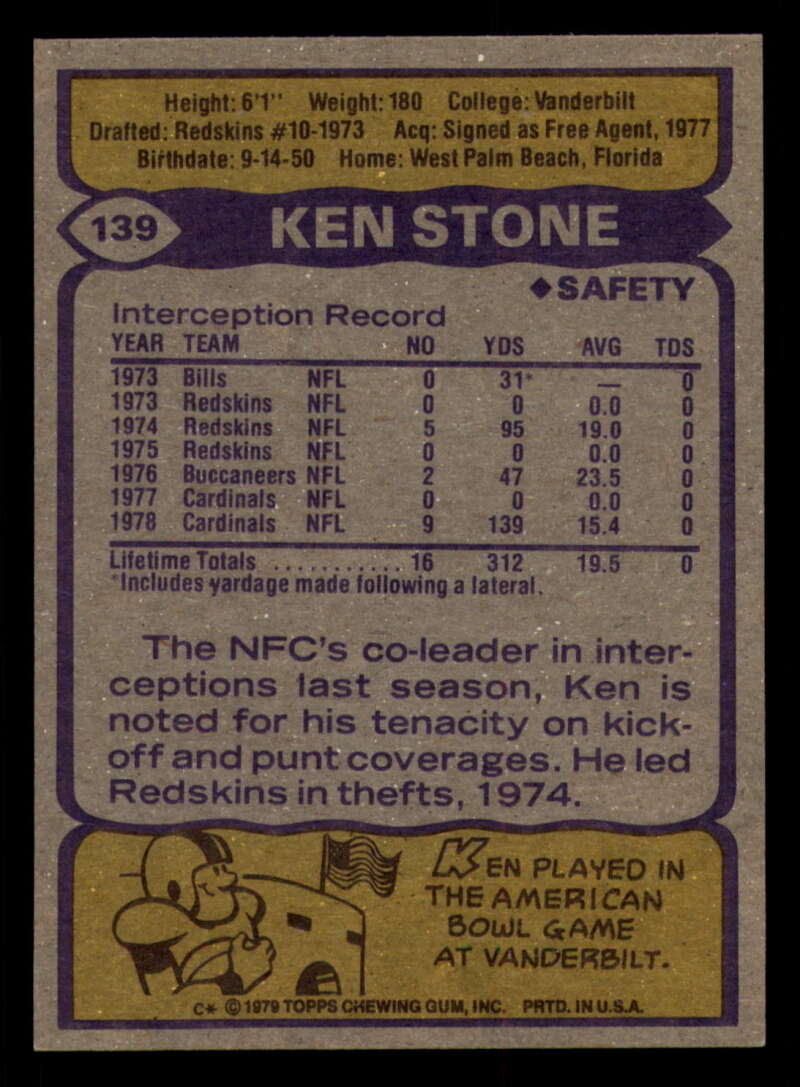 Height: 6'1" Weight: 180 College: Vanderbilt
Drafted: Redskins #10-1973 Acq: Signed as Free Agent, 1977
Birthdate: 9-14-50 Home: West Palm Beach, Florida
139 KEN STONE
◆SAFETY
Interception Record
YEAR TEAM NO YDS AVG TDS
1973 Bills NFL 0 31* — 0
1973 Redskins NFL 0 0 0.0 0
1974 Redskins NFL 5 95 19.0 0
1975 Redskins NFL 0 0 0.0 0
1976 Buccaneers NFL 2 47 23.5 0
1977 Cardinals NFL 0 0 0.0 0
1978 Cardinals NFL 9 139 15.4 0
Lifetime Totals ........... 16 312 19.5 0
*Includes yardage made following a lateral.
The NFC's co-leader in inter-
ceptions last season, Ken is
noted for his tenacity on kick-
off and punt coverages. He led
Redskins in thefts, 1974.
KEN PLAYED IN
THE AMERICAN
BOWL GAME
AT VANDERBILT.
C* © 1979 TOPPS CHEWING GUM, INC. PRTD. IN U.S.A.